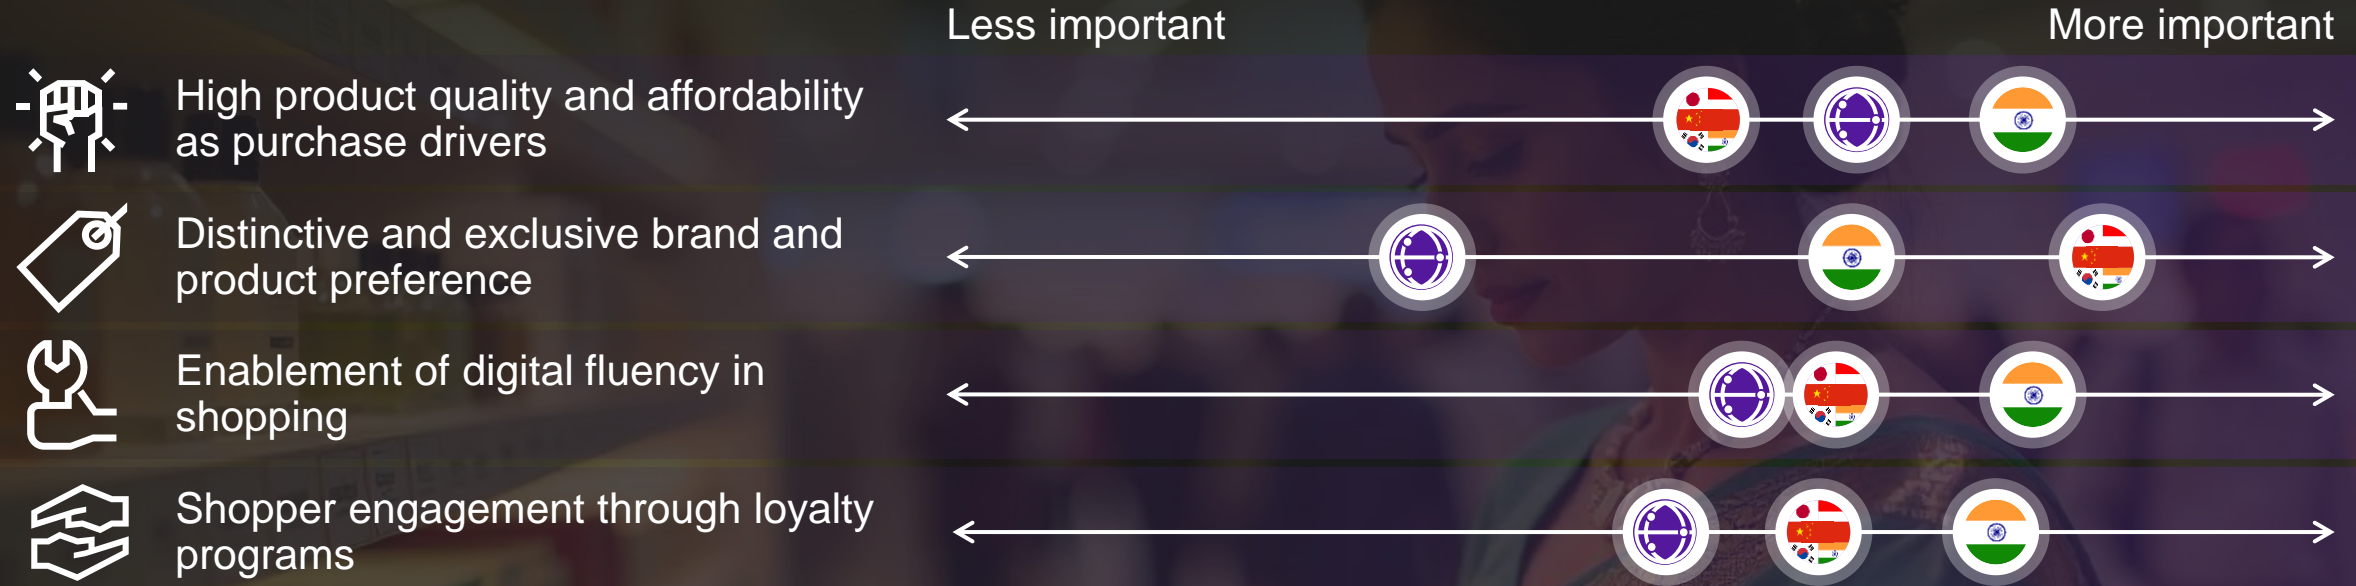 Less important
More important
High product quality and affordability
as purchase drivers
Distinctive and exclusive brand and
product preference
Enablement of digital fluency in
shopping
Shopper engagement through loyalty
programs